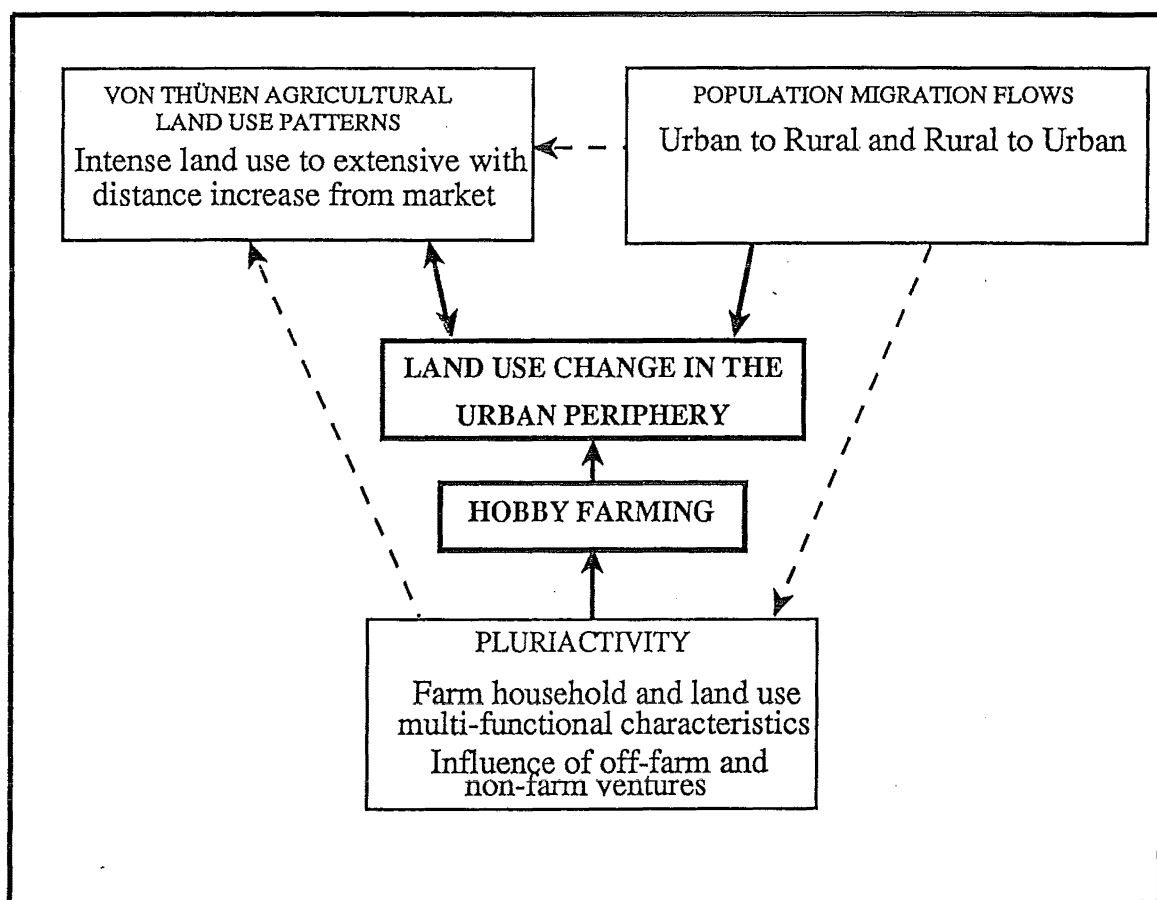 VON THÜNEN AGRICULTURAL
LAND USE PATTERNS
Intense land use to extensive with
distance increase from market
POPULATION MIGRATION FLOWS
Urban to Rural and Rural to Urban
LAND USE CHANGE IN THE
URBAN PERIPHERY
HOBBY FARMING
PLURIACTIVITY
Farm household and land use
multi-functional characteristics
Influence of off-farm and
non-farm ventures